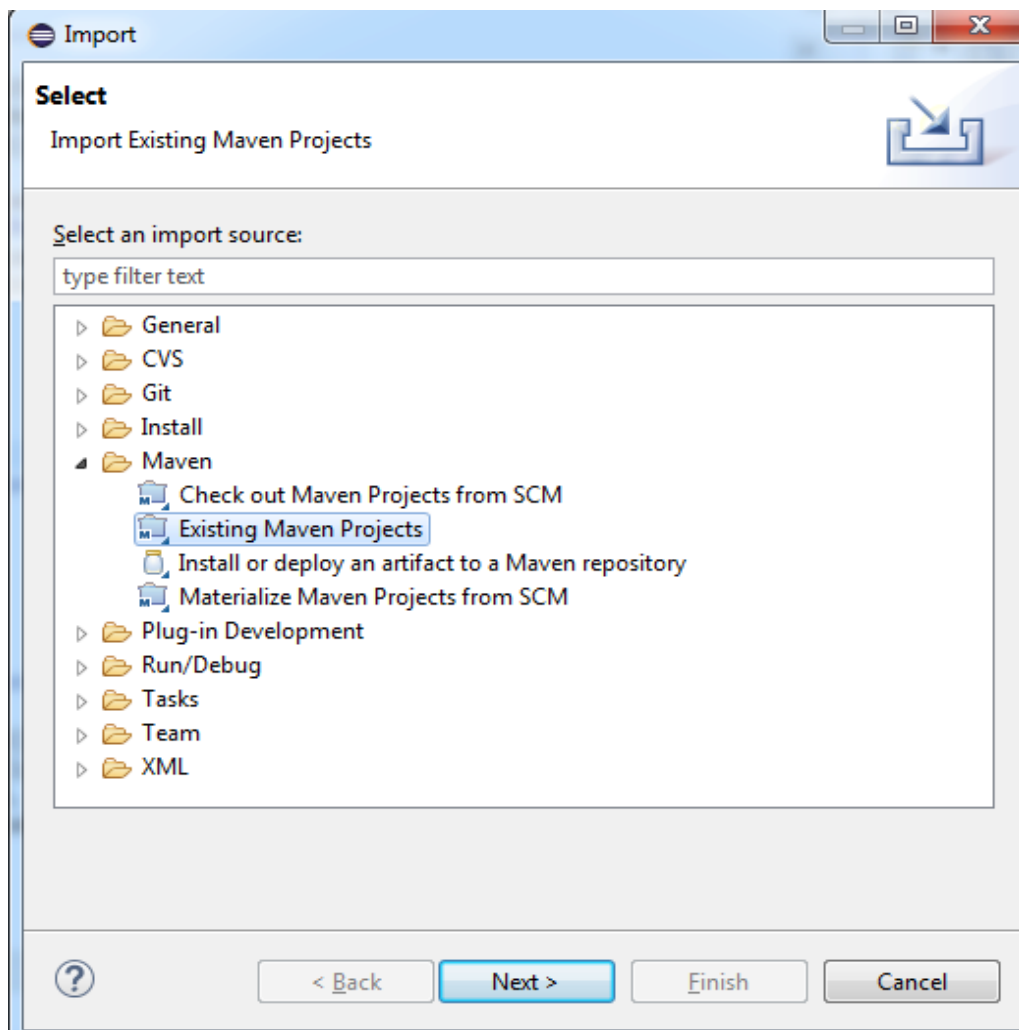 Import
Select
Import Existing Maven Projects
Select an import source:
type filter text
General
CVS
Git
Install
Maven
Check out Maven Projects from SCM
Existing Maven Projects
Install or deploy an artifact to a Maven repository
Materialize Maven Projects from SCM
Plug-in Development
Run/Debug
Tasks
Team
XML
? < Back Next > Finish Cancel